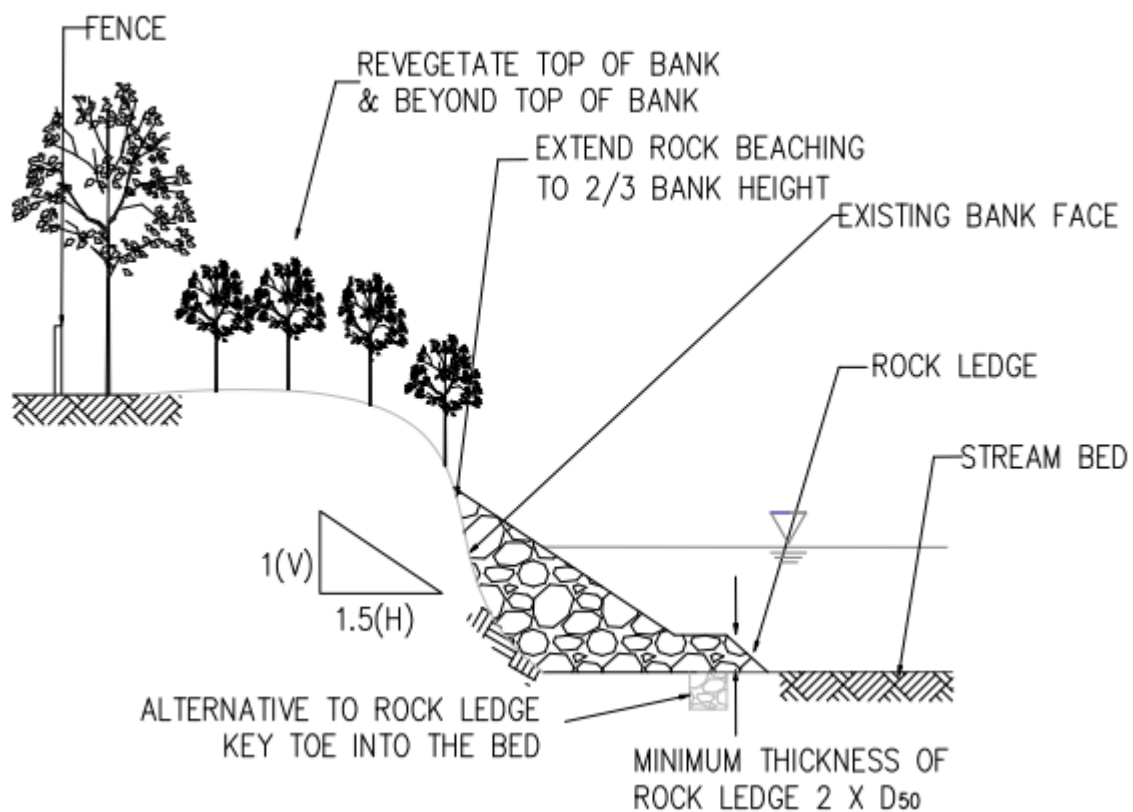 FENCE
REVEGETATE TOP OF BANK
& BEYOND TOP OF BANK
EXTEND ROCK BEACHING
TO 2/3 BANK HEIGHT
EXISTING BANK FACE
ROCK LEDGE
STREAM BED
1(V)
1.5(H)
ALTERNATIVE TO ROCK LEDGE
KEY TOE INTO THE BED
MINIMUM THICKNESS OF
ROCK LEDGE 2 X D50